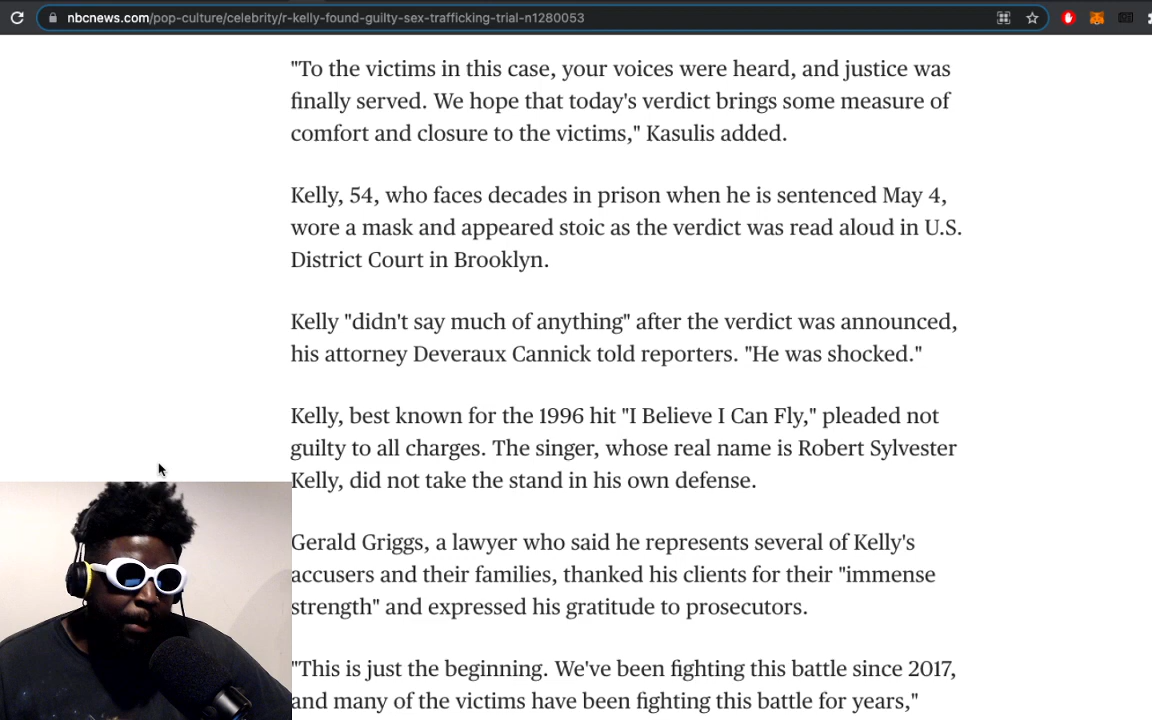 nbcnews.com/pop-culture/celebrity/r-kelly-found-guilty-sex-trafficking-trial-n1280053
"To the victims in this case, your voices were heard, and justice was
finally served. We hope that today's verdict brings some measure of
comfort and closure to the victims," Kasulis added.
Kelly, 54, who faces decades in prison when he is sentenced May 4,
wore a mask and appeared stoic as the verdict was read aloud in U.S.
District Court in Brooklyn.
Kelly "didn't say much of anything" after the verdict was announced,
his attorney Deveraux Cannick told reporters. "He was shocked."
Kelly, best known for the 1996 hit "I Believe I Can Fly," pleaded not
guilty to all charges. The singer, whose real name is Robert Sylvester
Kelly, did not take the stand in his own defense.
Gerald Griggs, a lawyer who said he represents several of Kelly's
accusers and their families, thanked his clients for their "immense
strength" and expressed his gratitude to prosecutors.
"This is just the beginning. We've been fighting this battle since 2017,
and many of the victims have been fighting this battle for years,"